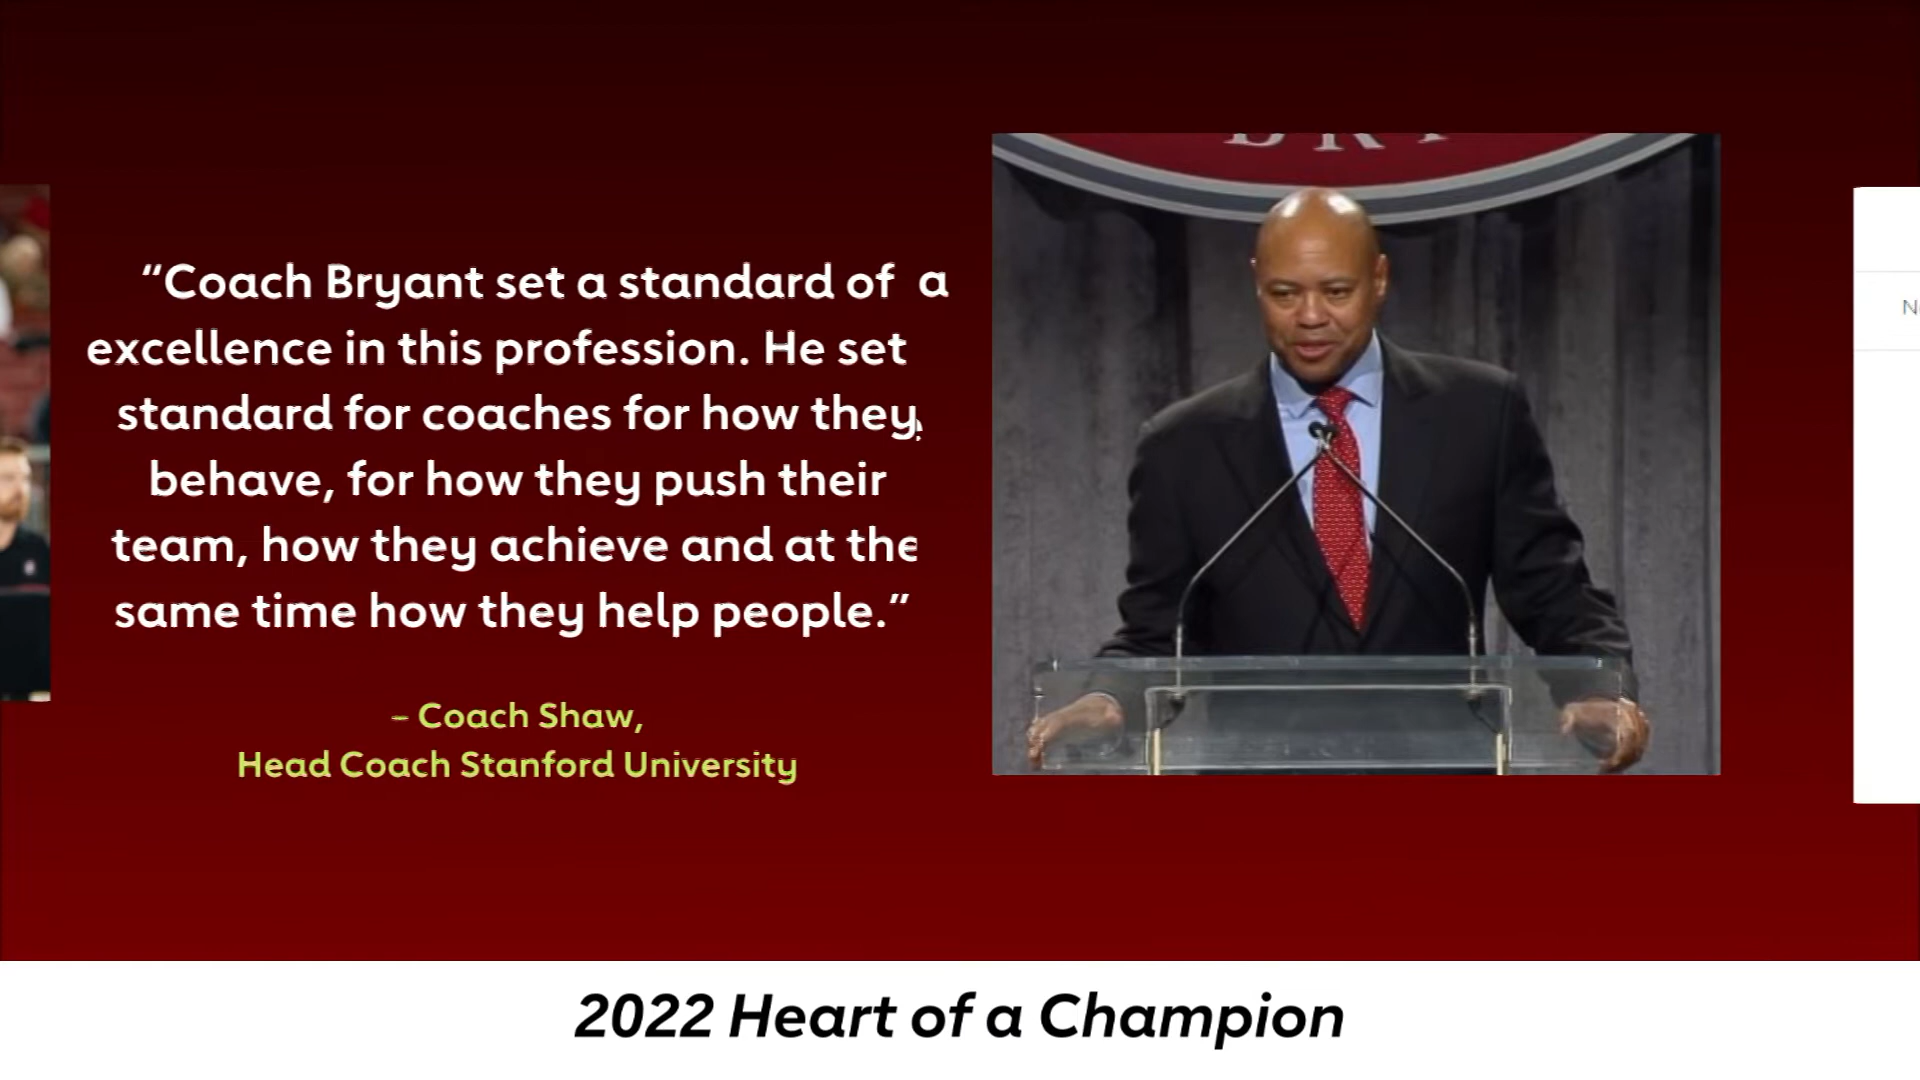 “Coach Bryant set a standard of a
excellence in this profession. He set
standard for coaches for how they
behave, for how they push their
team, how they achieve and at the
same time how they help people.”
– Coach Shaw,
Head Coach Stanford University
2022 Heart of a Champion